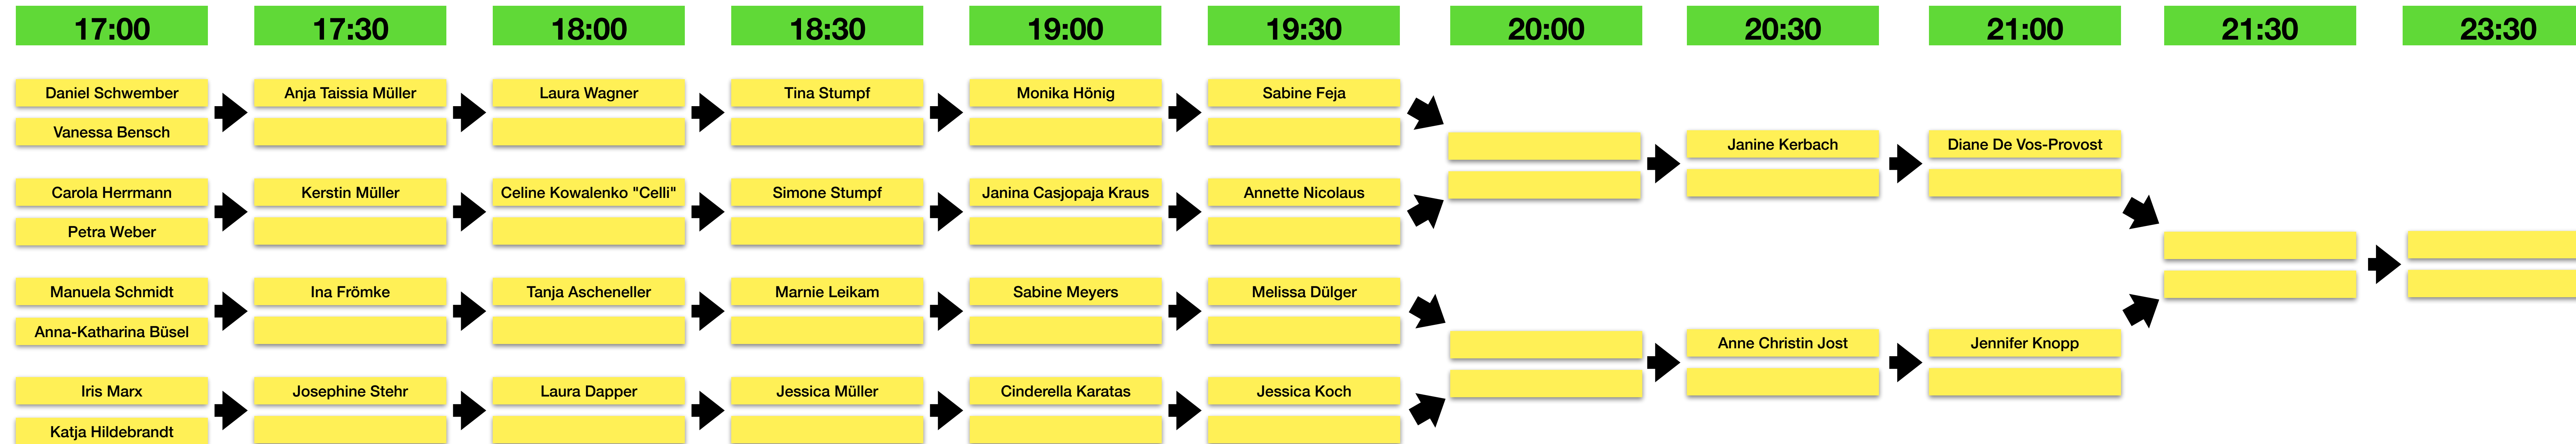 17:00 17:30 18:00 18:30 19:00 19:30 20:00 20:30 21:00 21:30 23:30
Daniel Schwember Anja Taissia Müller Laura Wagner Tina Stumpf Monika Hönig Sabine Feja
Vanessa Bensch
Janine Kerbach Diane De Vos-Provost
Carola Herrmann Kerstin Müller Celine Kowalenko "Celli" Simone Stumpf Janina Casjopaja Kraus Annette Nicolaus
Petra Weber
Manuela Schmidt Ina Frömke Tanja Ascheneller Marnie Leikam Sabine Meyers Melissa Dülger
Anna-Katharina Büsel
Anne Christin Jost Jennifer Knopp
Iris Marx Josephine Stehr Laura Dapper Jessica Müller Cinderella Karatas Jessica Koch
Katja Hildebrandt